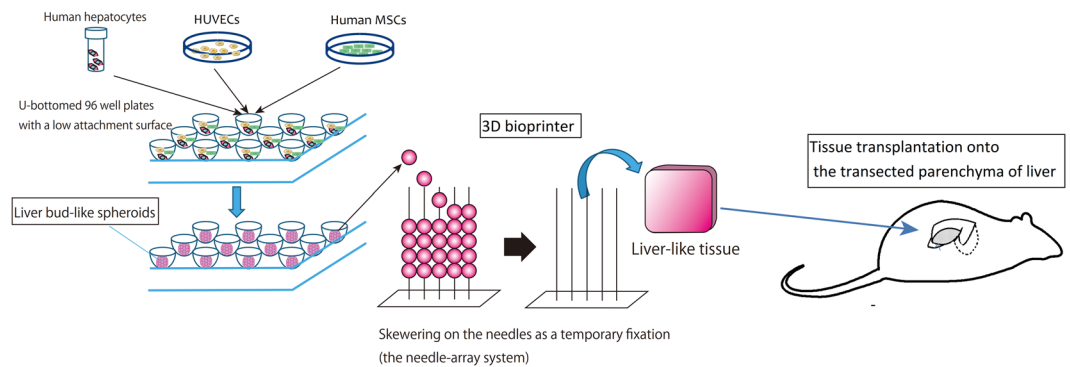 Human hepatocytes
HUVECs
Human MSCs
U-bottomed 96 well plates
with a low attachment surface
Liver bud-like spheroids
3D bioprinter
Liver-like tissue
Skewering on the needles as a temporary fixation
(the needle-array system)
Tissue transplantation onto
the transected parenchyma of liver